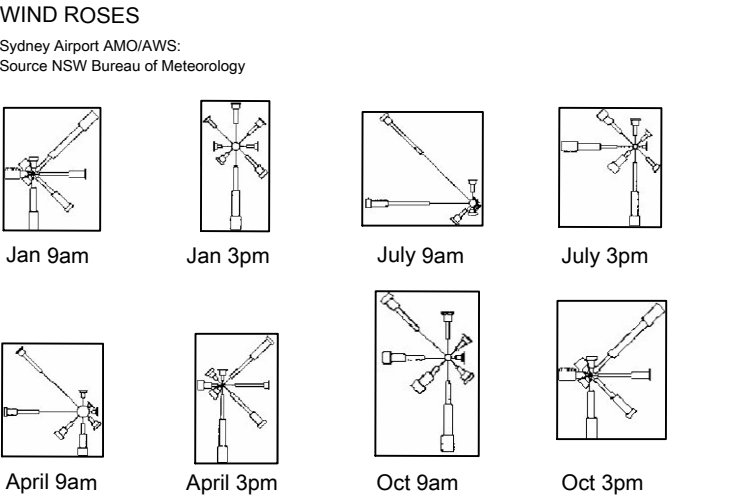 WIND ROSES
Sydney Airport AMO/AWS:
Source NSW Bureau of Meteorology
Jan 9am
Jan 3pm
July 9am
July 3pm
April 9am
April 3pm
Oct 9am
Oct 3pm